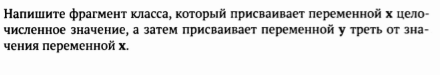 Напишите фрагмент класса, который присваивает переменной x цело-
численное значение, а затем присваивает переменной y треть от зна-
чения переменной x.